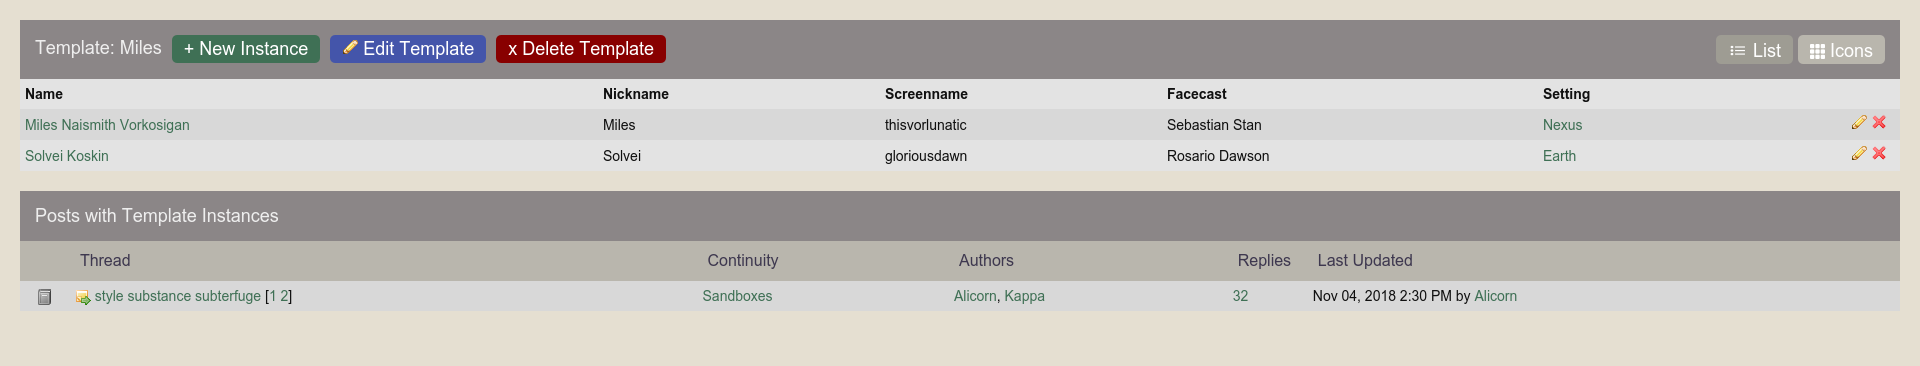 Template: Miles + New Instance Edit Template x Delete Template List Icons
Name Nickname Screenname Facecast Setting
Miles Naismith Vorkosigan Miles thisvorlunatic Sebastian Stan Nexus
Solvei Koskin Solvei gloriousdawn Rosario Dawson Earth
Posts with Template Instances
Thread Continuity Authors Replies Last Updated
style substance subterfuge [1 2] Sandboxes Alicorn, Kappa 32 Nov 04, 2018 2:30 PM by Alicorn